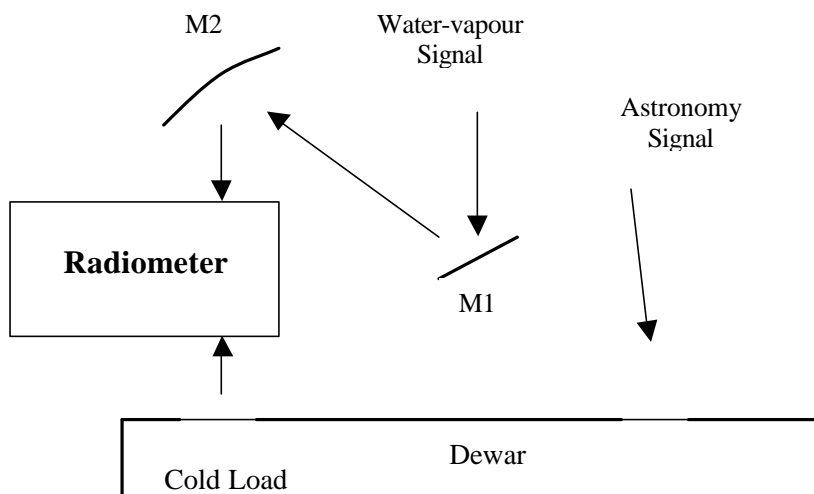 M2
Water-vapour
Signal
Astronomy
Signal
Radiometer
M1
Dewar
Cold Load